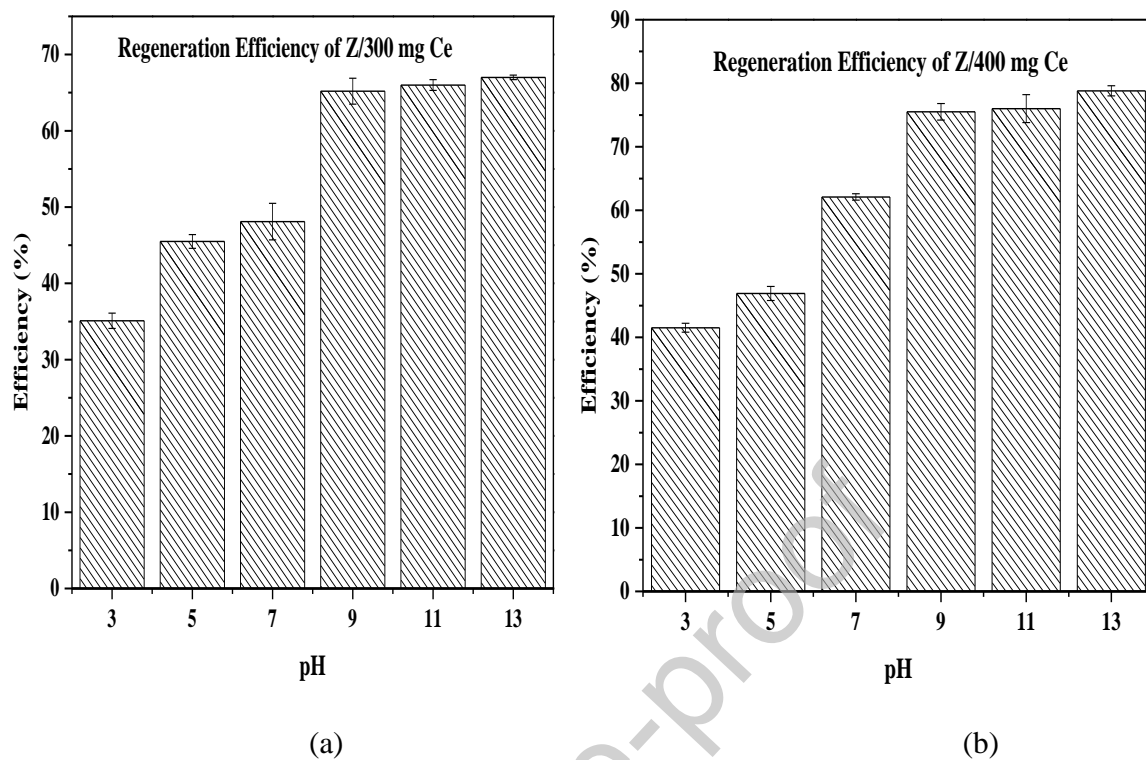 Regeneration Efficiency of Z/300 mg Ce
Efficiency (%)
70
60
50
40
30
20
10
0
3 5 7 9 11 13
pH
(a)
Regeneration Efficiency of Z/400 mg Ce
Efficiency (%)
90
80
70
60
50
40
30
20
10
0
3 5 7 9 11 13
pH
(b)
-proof